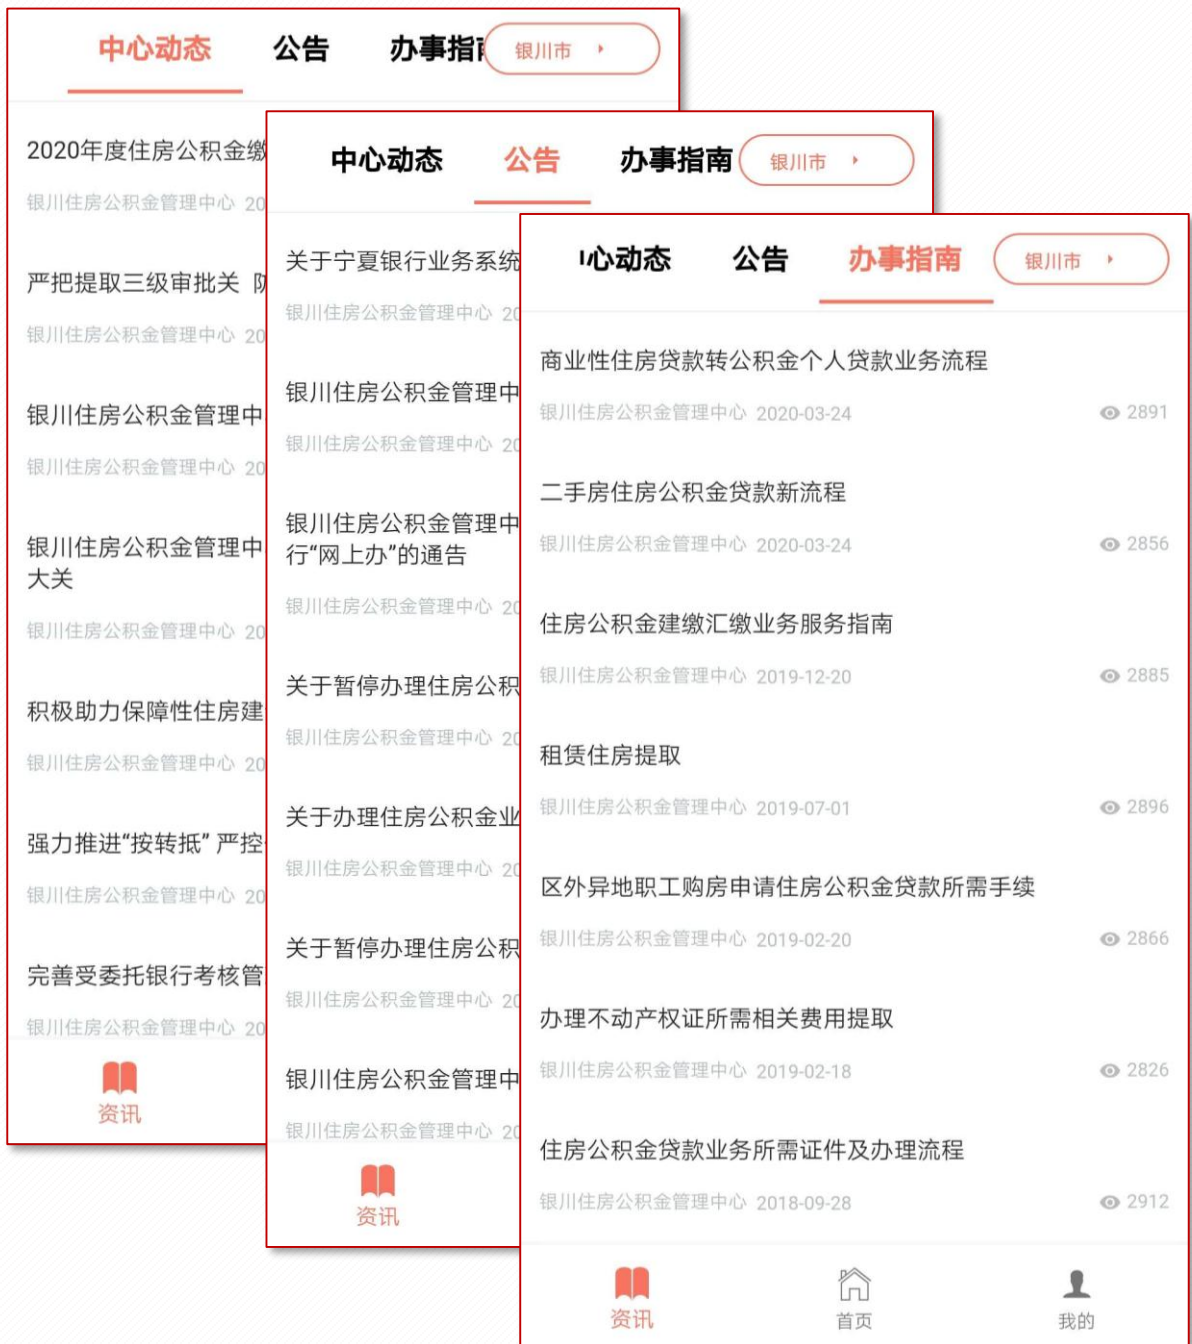 中心动态 公告 办事指 银川市
2020年度住房公积金缴
银川住房公积金管理中心 20
严把提取三级审批关
银川住房公积金管理中心 20
银川住房公积金管理中
银川住房公积金管理中心 20
银川住房公积金管理中
大关
银川住房公积金管理中心 20
积极助力保障性住房建
银川住房公积金管理中心 20
强力推进“按转抵” 严控
银川住房公积金管理中心 20
完善受委托银行考核管
银川住房公积金管理中心 20
资讯
中心动态 公告 办事指南 银川市
关于宁夏银行业务系统
银川住房公积金管理中心 20
银川住房公积金管理中
银川住房公积金管理中心 20
银川住房公积金管理中
行“网上办”的通告
银川住房公积金管理中心 20
关于暂停办理住房公积
银川住房公积金管理中心 20
关于办理住房公积金业
银川住房公积金管理中心 20
关于暂停办理住房公积
银川住房公积金管理中心 20
银川住房公积金管理中
银川住房公积金管理中心 20
资讯
心动态 公告 办事指南 银川市
商业性住房贷款转公积金个人贷款业务流程
银川住房公积金管理中心 2020-03-24 2891
二手房住房公积金贷款新流程
银川住房公积金管理中心 2020-03-24 2856
住房公积金建缴汇缴业务服务指南
银川住房公积金管理中心 2019-12-20 2885
租赁住房提取
银川住房公积金管理中心 2019-07-01 2896
区外异地职工购房申请住房公积金贷款所需手续
银川住房公积金管理中心 2019-02-20 2866
办理不动产权证所需相关费用提取
银川住房公积金管理中心 2019-02-18 2826
住房公积金贷款业务所需证件及办理流程
银川住房公积金管理中心 2018-09-28 2912
资讯 首页 我的